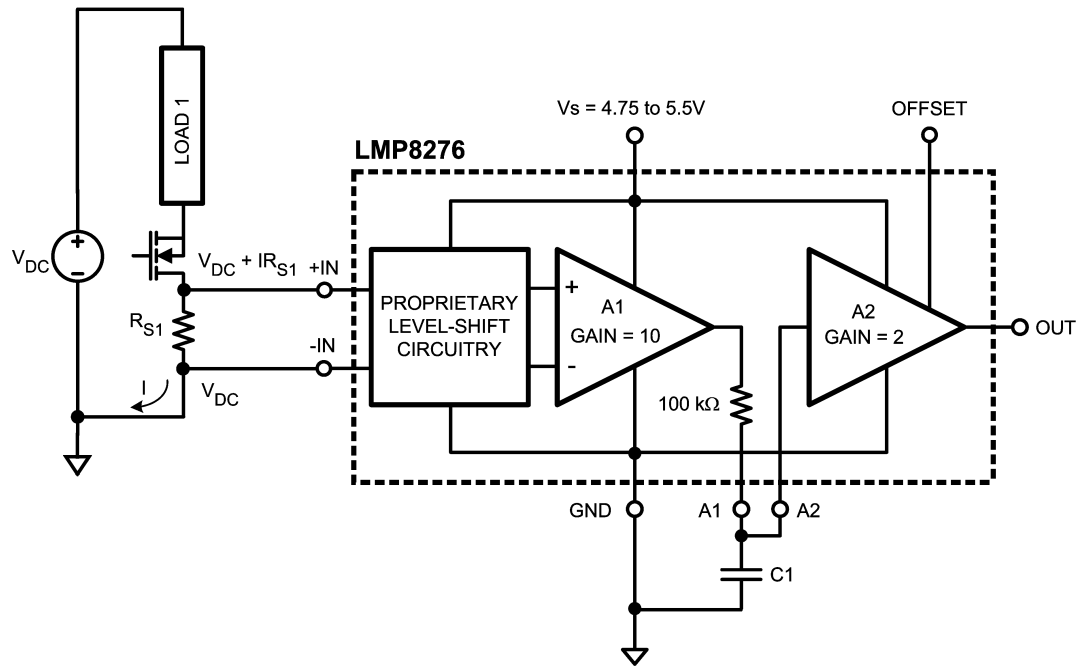 Vs = 4.75 to 5.5V
OFFSET
LMP8276
LOAD 1
+
–
VDC
VDC + IRS1
+IN
RS1
-IN
I
VDC
PROPRIETARY
LEVEL-SHIFT
CIRCUITRY
+
A1
GAIN = 10
-
A2
GAIN = 2
OUT
100 kΩ
GND
A1
A2
C1